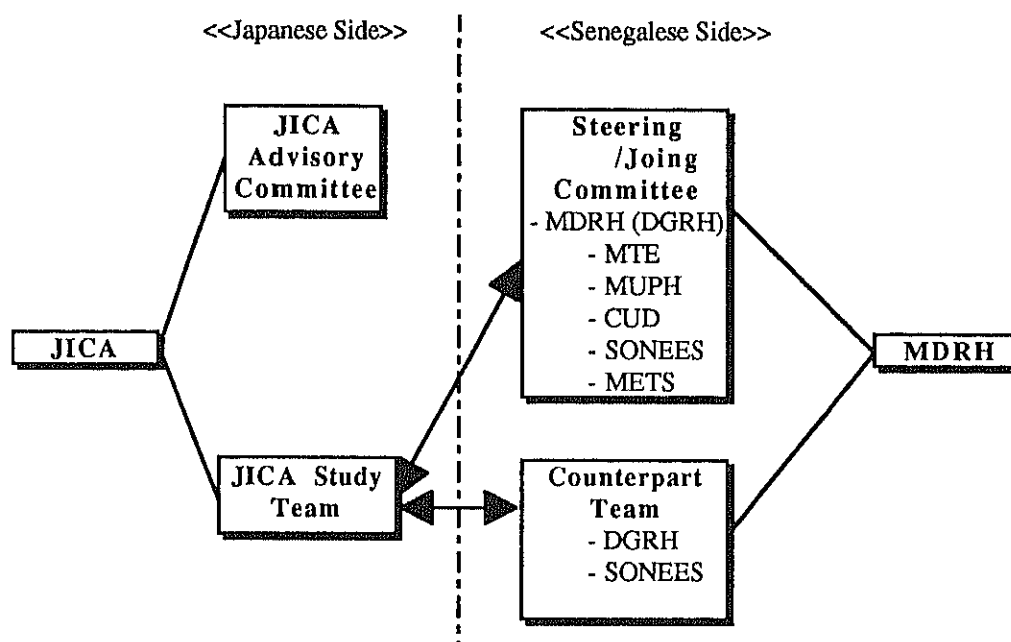 <<Japanese Side>>
<<Senegalese Side>>
JICA
Advisory
Committee
Steering
/Joing
Committee
- MDRH (DGRH)
- MTE
- MUPH
- CUD
- SONEES
- METS
JICA
MDRH
JICA Study
Team
Counterpart
Team
- DGRH
- SONEES